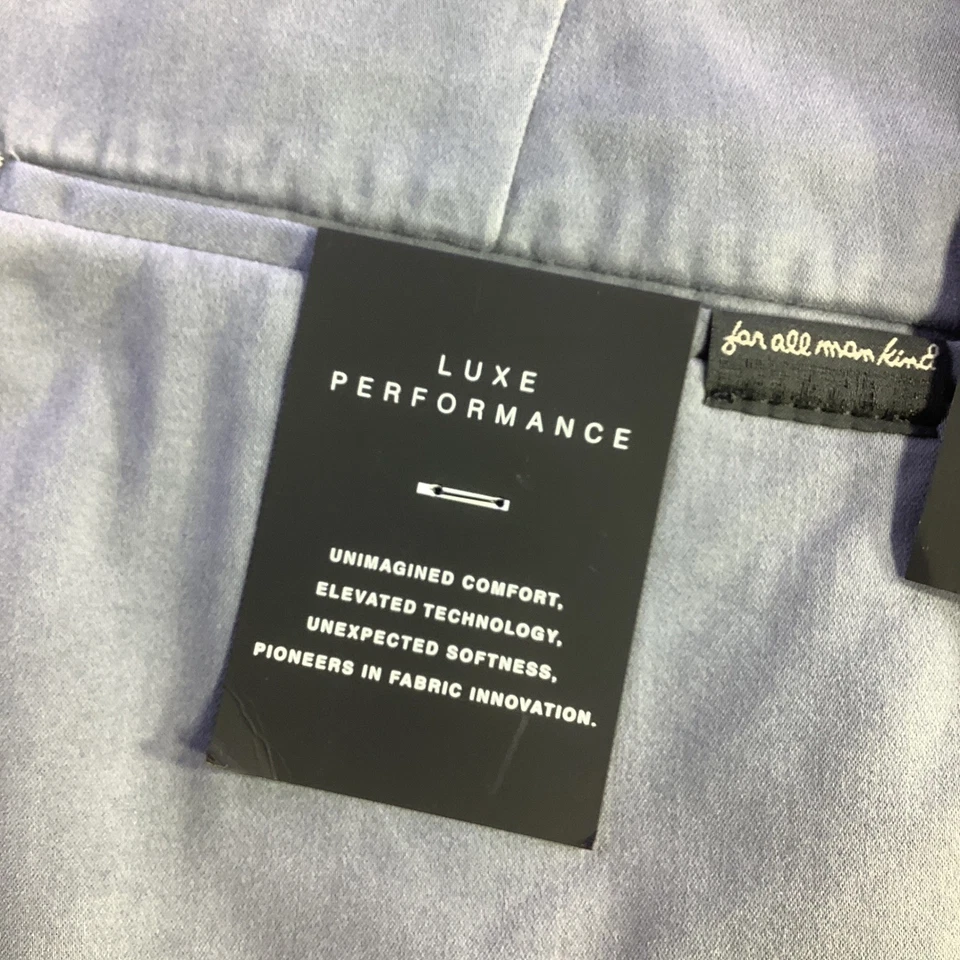 LUXE
PERFORMANCE
for all mankind
UNIMAGINED COMFORT,
ELEVATED TECHNOLOGY,
UNEXPECTED SOFTNESS,
PIONEERS IN FABRIC INNOVATION.